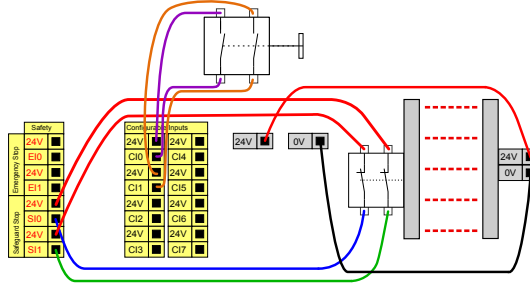 Safety
Emergency Stop
24V
EI0
24V
EI1
Safeguard Stop
24V
SI0
24V
SI1
Configurable Inputs
24V 24V
CI0 CI4
24V 24V
CI1 CI5
24V 24V
CI2 CI6
24V 24V
CI3 CI7
24V
0V
24V
0V